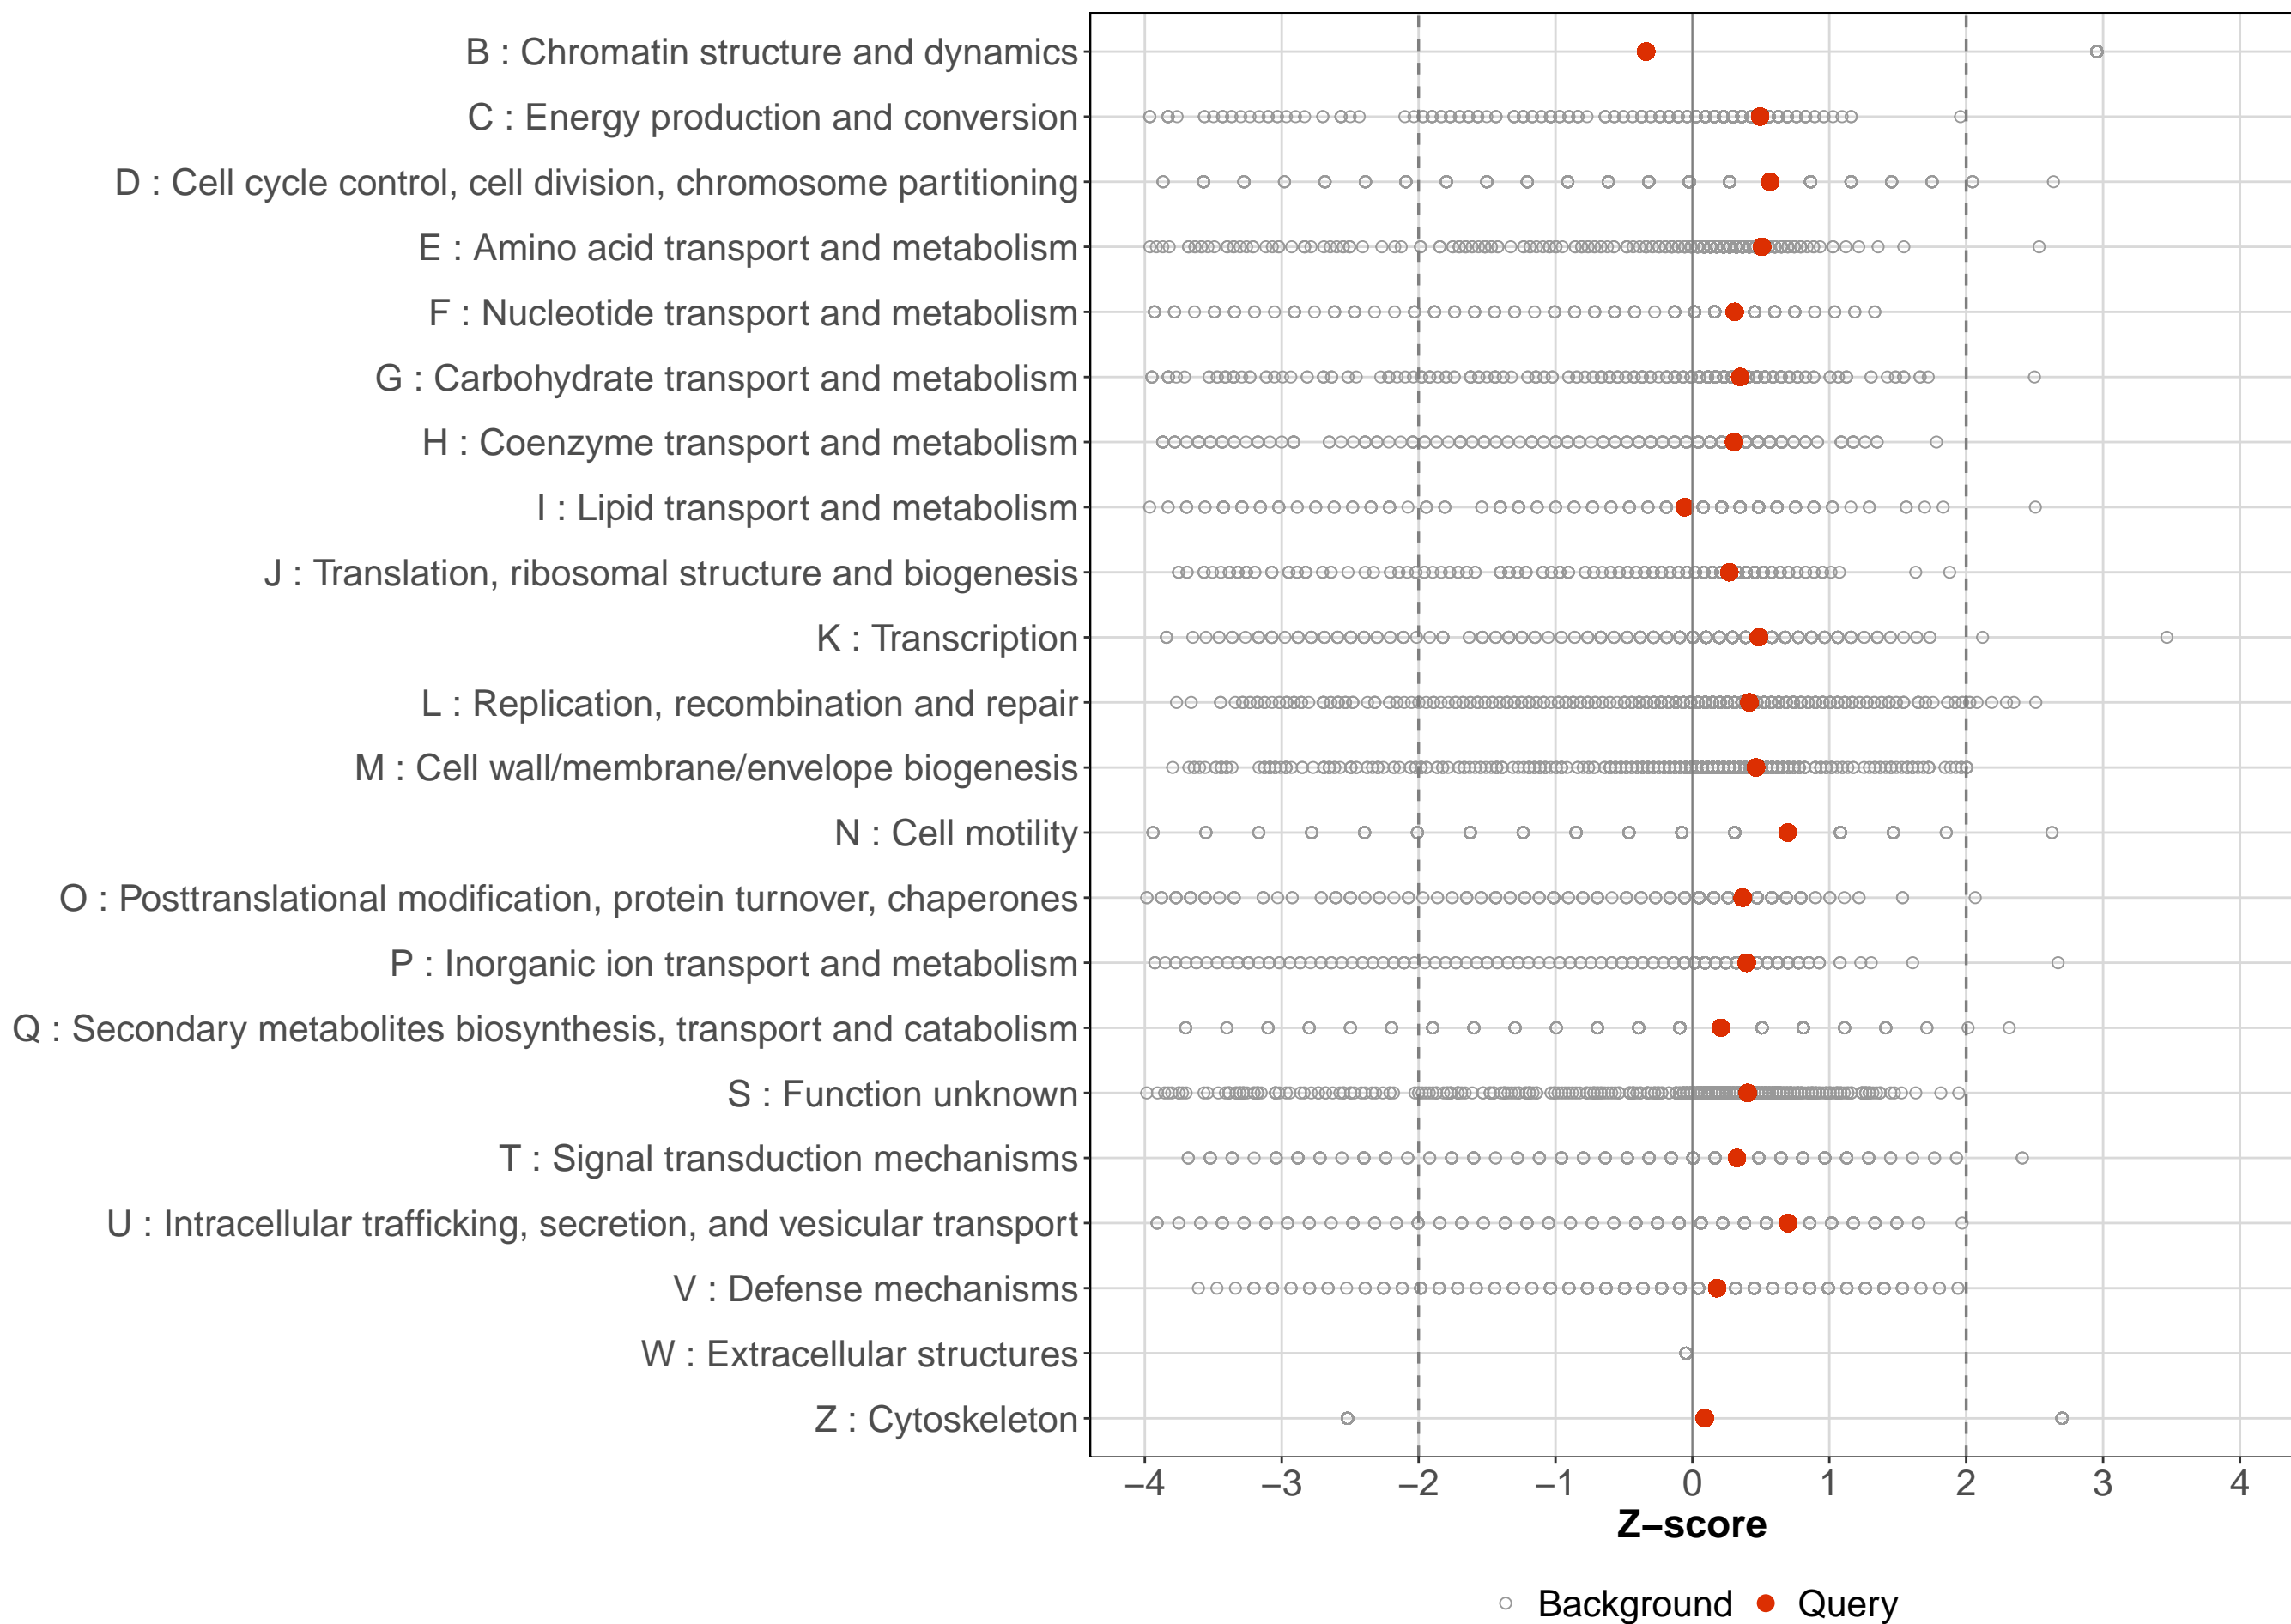 B : Chromatin structure and dynamics
C : Energy production and conversion
D : Cell cycle control, cell division, chromosome partitioning
E : Amino acid transport and metabolism
F : Nucleotide transport and metabolism
G : Carbohydrate transport and metabolism
H : Coenzyme transport and metabolism
I : Lipid transport and metabolism
J : Translation, ribosomal structure and biogenesis
K : Transcription
L : Replication, recombination and repair
M : Cell wall/membrane/envelope biogenesis
N : Cell motility
O : Posttranslational modification, protein turnover, chaperones
P : Inorganic ion transport and metabolism
Q : Secondary metabolites biosynthesis, transport and catabolism
S : Function unknown
T : Signal transduction mechanisms
U : Intracellular trafficking, secretion, and vesicular transport
V : Defense mechanisms
W : Extracellular structures
Z : Cytoskeleton
−4 −3 −2 −1 0 1 2 3 4
Z−score
Background Query